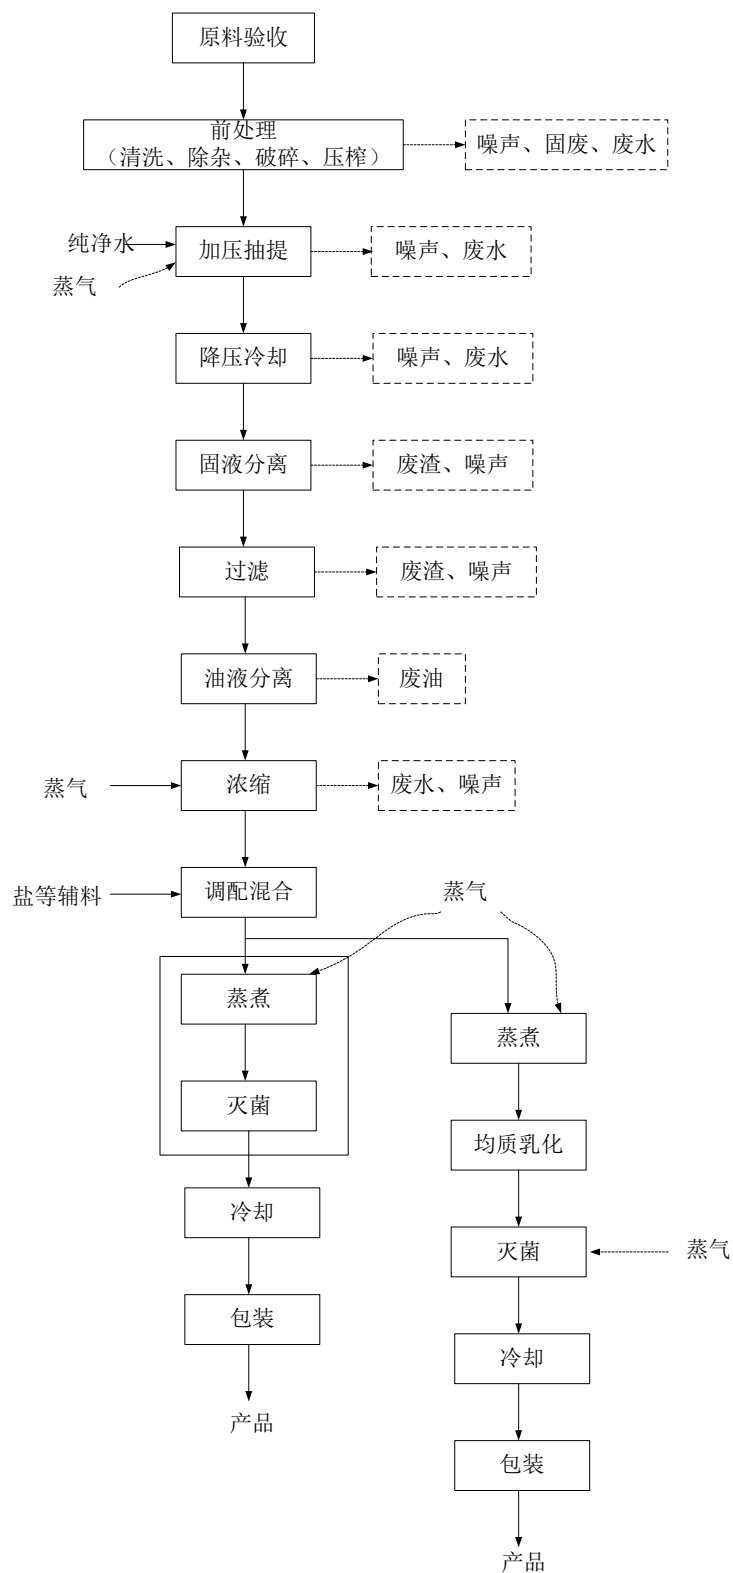 原料验收
前处理
（清洗、除杂、破碎、压榨）
噪声、固废、废水
纯净水
加压抽提
噪声、废水
蒸气
降压冷却
噪声、废水
固液分离
废渣、噪声
过滤
废渣、噪声
油液分离
废油
蒸气
浓缩
废水、噪声
盐等辅料
调配混合
蒸气
蒸煮
蒸煮
灭菌
均质乳化
冷却
灭菌
蒸气
包装
冷却
产品
包装
产品